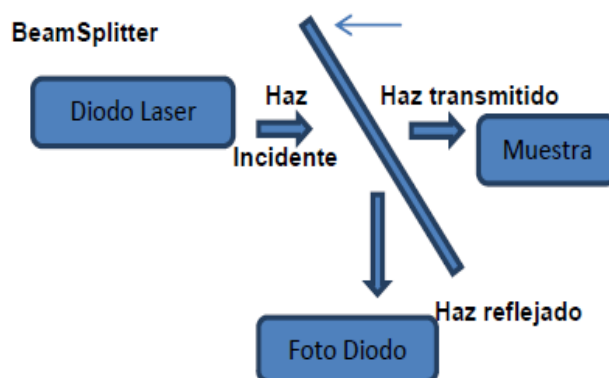 BeamSplitter
Diodo Laser
Haz
Incidente
Haz transmitido
Muestra
Haz reflejado
Foto Diodo